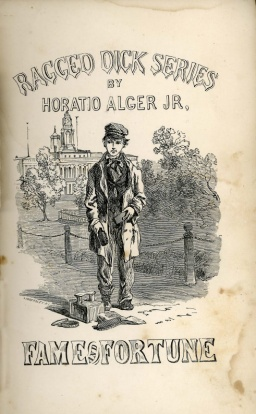 RAGGED DICK SERIES
BY
HORATIO ALGER JR.
FAME & FORTUNE